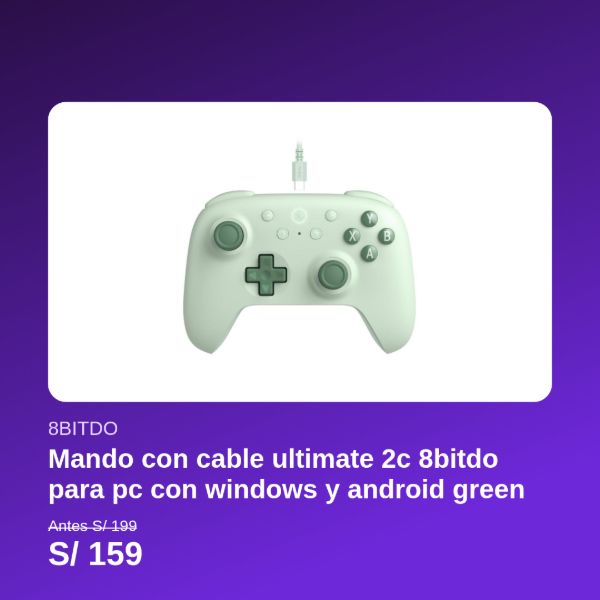 Y
X B
A
8BITDO
Mando con cable ultimate 2c 8bitdo
para pc con windows y android green
Antes S/ 199
S/ 159